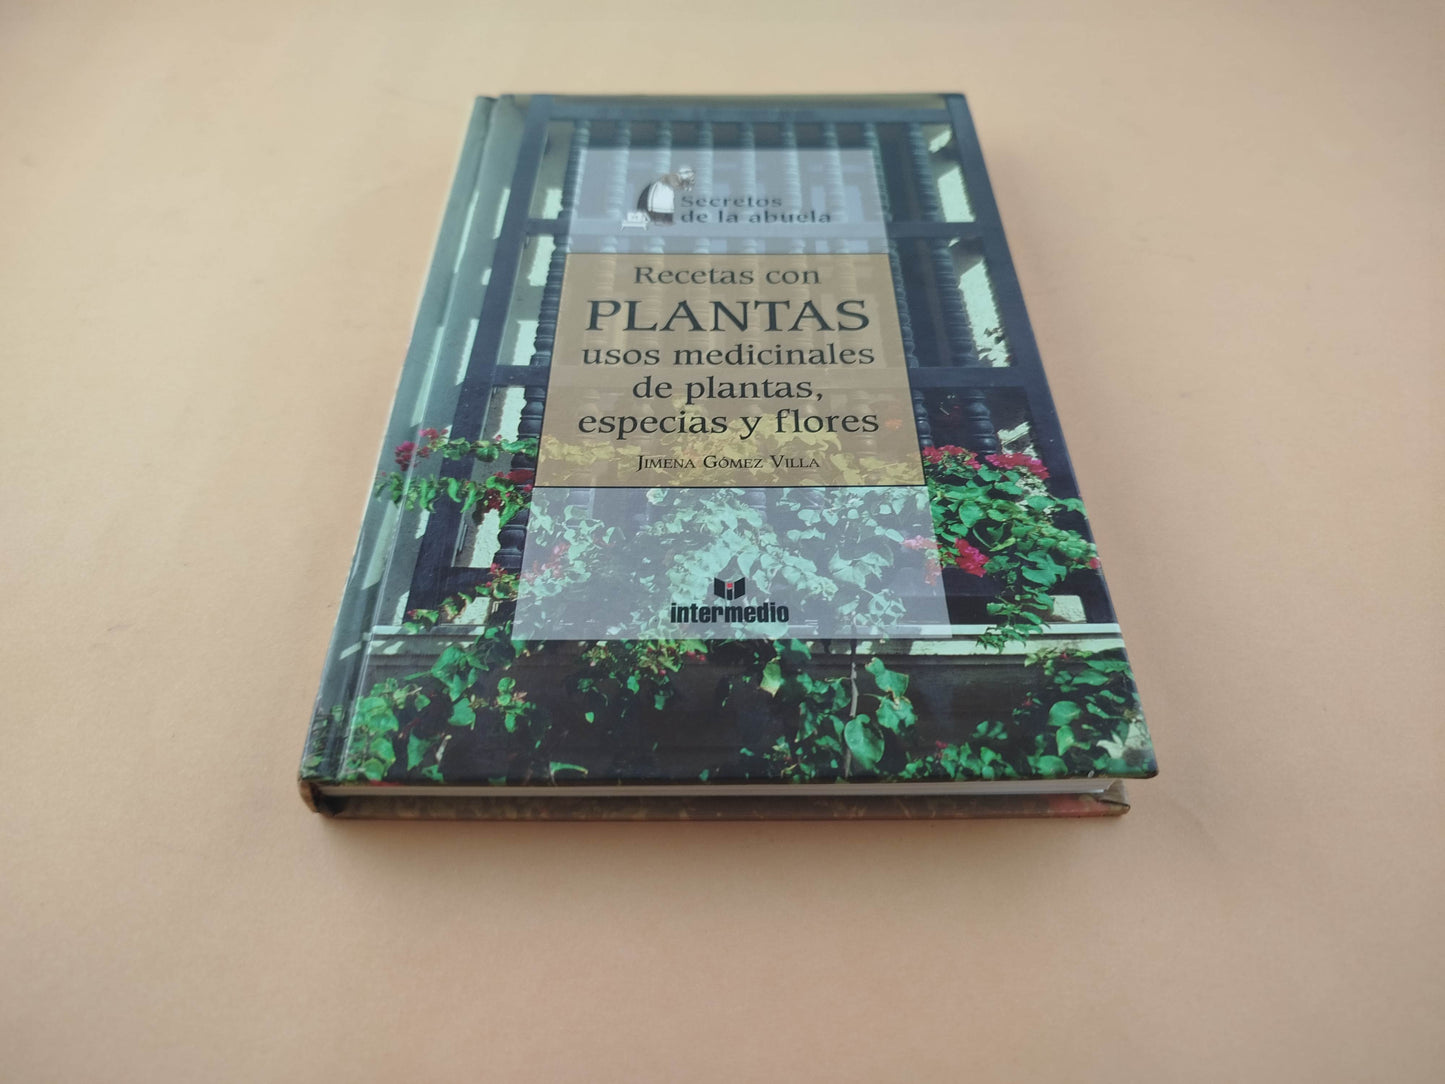 Secretos
de la abuela
Recetas con
PLANTAS
usos medicinales
de plantas,
especias y flores
JIMENA GÓMEZ VILLA
intermedio